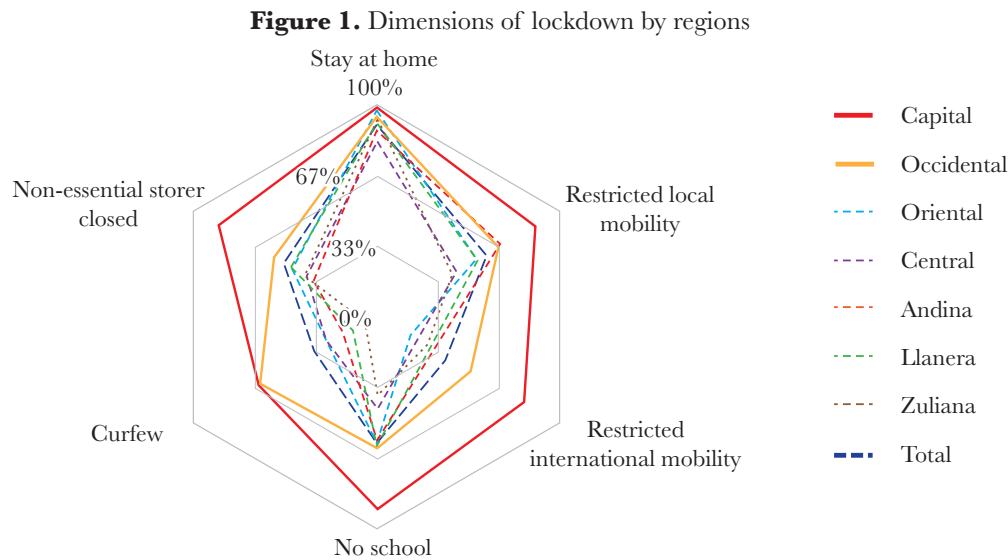 Figure 1. Dimensions of lockdown by regions
Stay at home
100%
67%
33%
0%
Restricted local
mobility
Restricted
international mobility
No school
Curfew
Non-essential storer
closed
Capital
Occidental
Oriental
Central
Andina
Llanera
Zuliana
Total